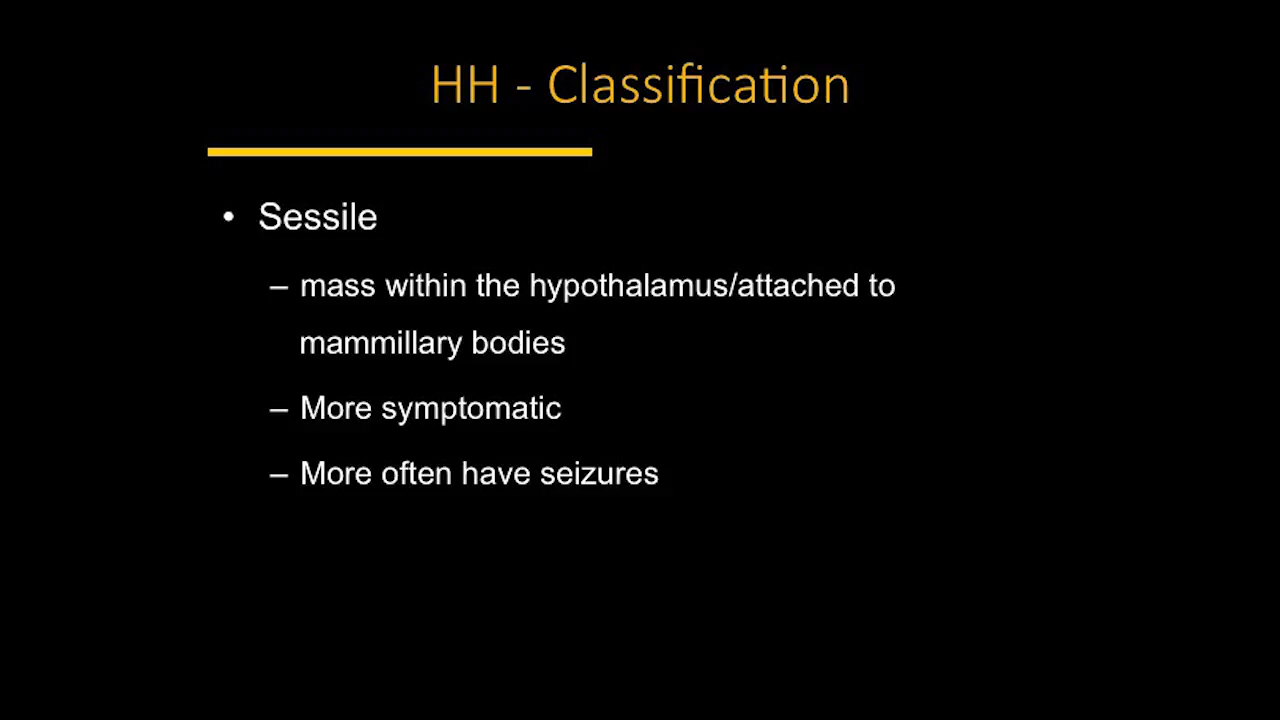 HH - Classification
• Sessile
– mass within the hypothalamus/attached to
mammillary bodies
– More symptomatic
– More often have seizures